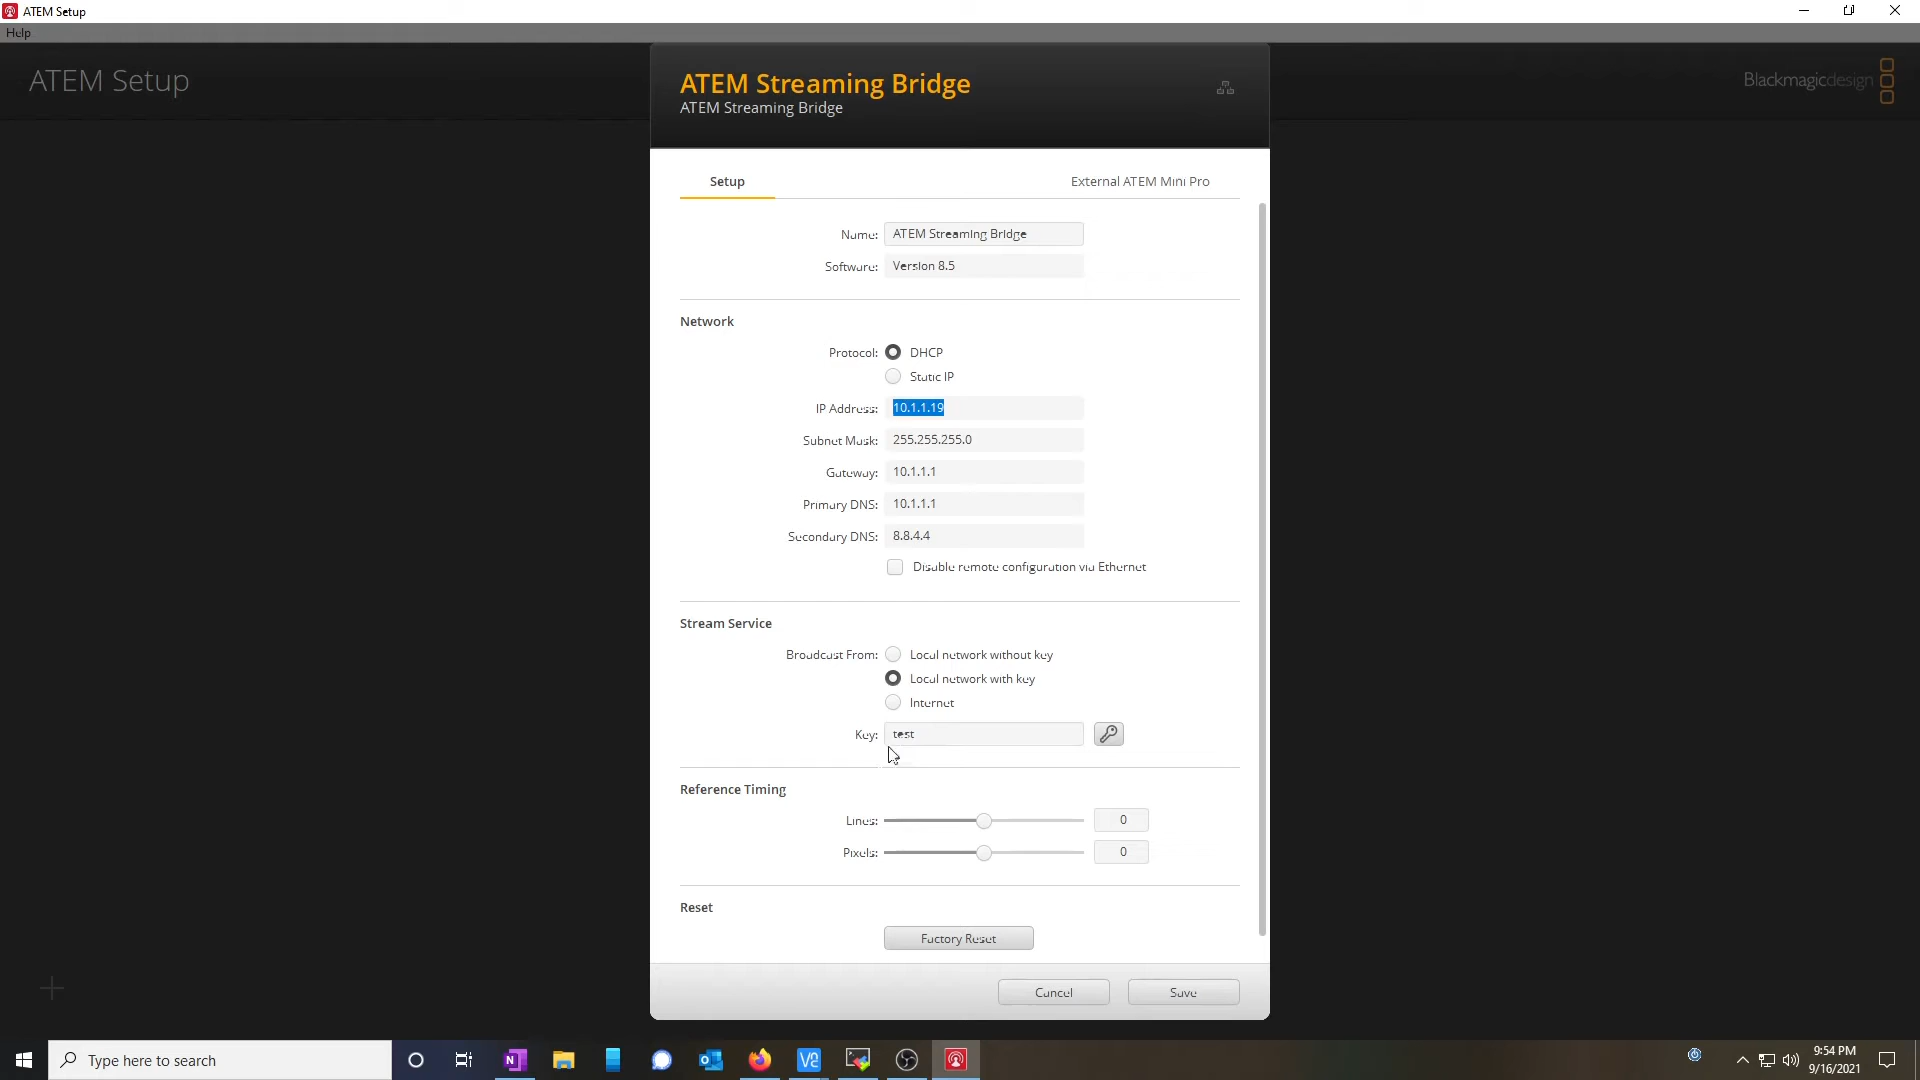 ATEM Setup
Help
ATEM Setup
Blackmagicdesign
ATEM Streaming Bridge
ATEM Streaming Bridge
Setup
External ATEM Mini Pro
Name: ATEM Streaming Bridge
Software: Version 8.5
Network
Protocol: DHCP
Static IP
IP Address: 10.1.1.19
Subnet Mask: 255.255.255.0
Gateway: 10.1.1.1
Primary DNS: 10.1.1.1
Secondary DNS: 8.8.4.4
Disable remote configuration via Ethernet
Stream Service
Broadcast From: Local network without key
Local network with key
Internet
Key: test
Reference Timing
Lines: 0
Pixels: 0
Reset
Factory Reset
Cancel
Save
Type here to search
9:54 PM
9/16/2021